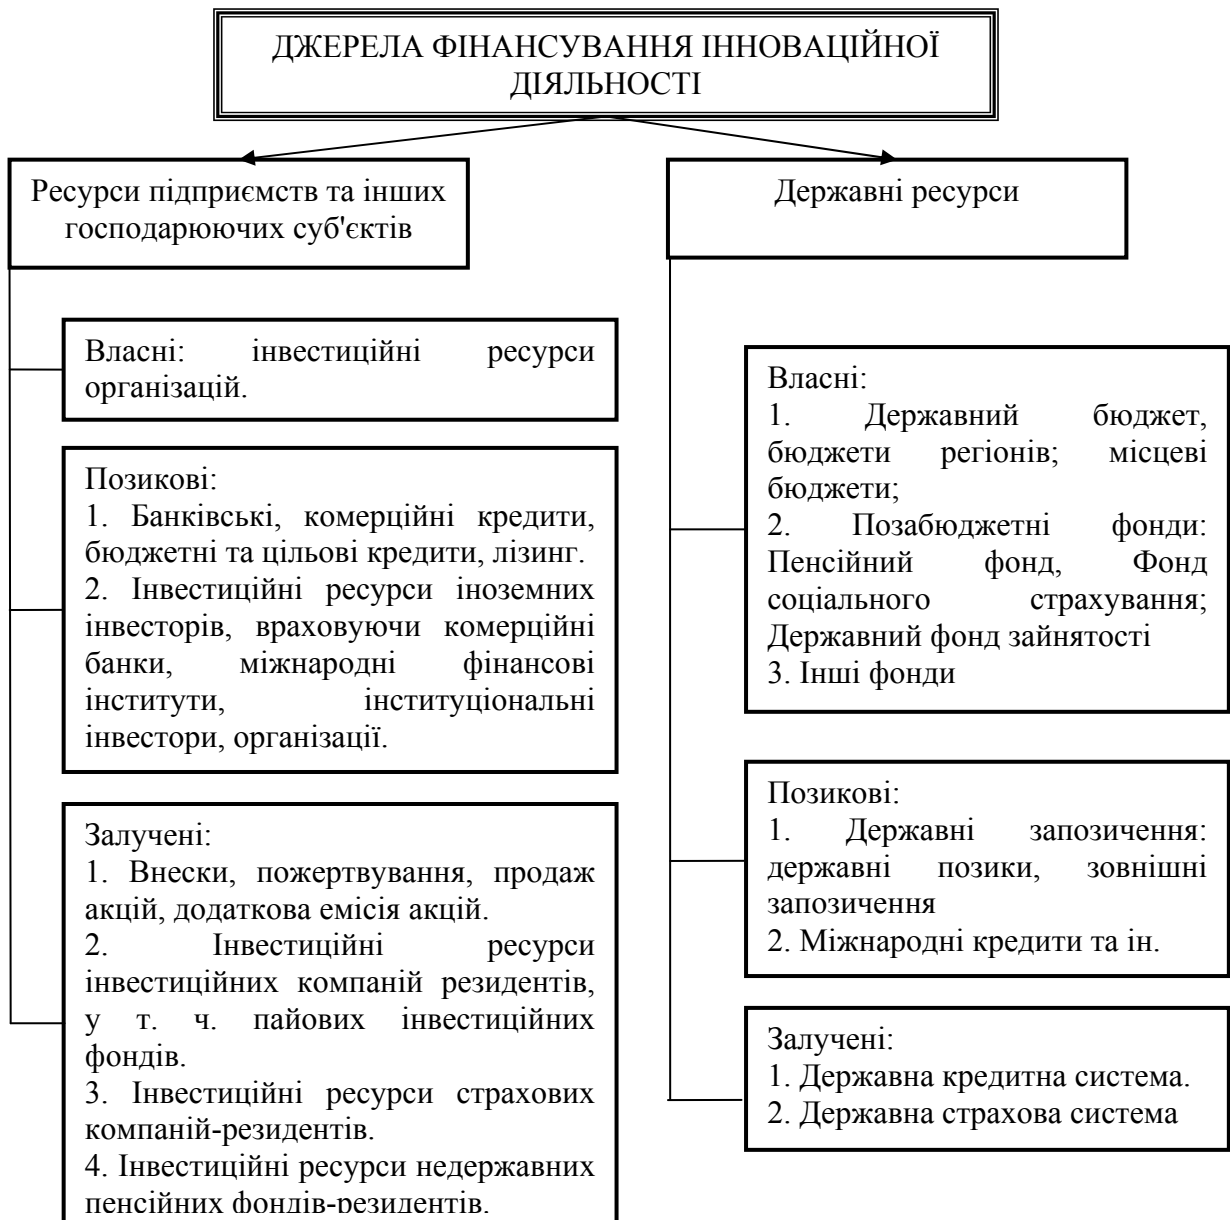 ДЖЕРЕЛА ФІНАНСУВАННЯ ІННОВАЦІЙНОЇ
ДІЯЛЬНОСТІ
Ресурси підприємств та інших
господарюючих суб'єктів
Власні: інвестиційні ресурси
організацій.
Позикові:
1. Банківські, комерційні кредити,
бюджетні та цільові кредити, лізинг.
2. Інвестиційні ресурси іноземних
інвесторів, враховуючи комерційні
банки, міжнародні фінансові
інститути, інституціональні
інвестори, організації.
Залучені:
1. Внески, пожертвування, продаж
акцій, додаткова емісія акцій.
2. Інвестиційні ресурси
інвестиційних компаній резидентів,
у т. ч. пайових інвестиційних
фондів.
3. Інвестиційні ресурси страхових
компаній-резидентів.
4. Інвестиційні ресурси недержавних
пенсійних фондів-резидентів.
Державні ресурси
Власні:
1. Державний бюджет,
бюджети регіонів; місцеві
бюджети;
2. Позабюджетні фонди:
Пенсійний фонд, Фонд
соціального страхування;
Державний фонд зайнятості
3. Інші фонди
Позикові:
1. Державні запозичення:
державні позики, зовнішні
запозичення
2. Міжнародні кредити та ін.
Залучені:
1. Державна кредитна система.
2. Державна страхова система